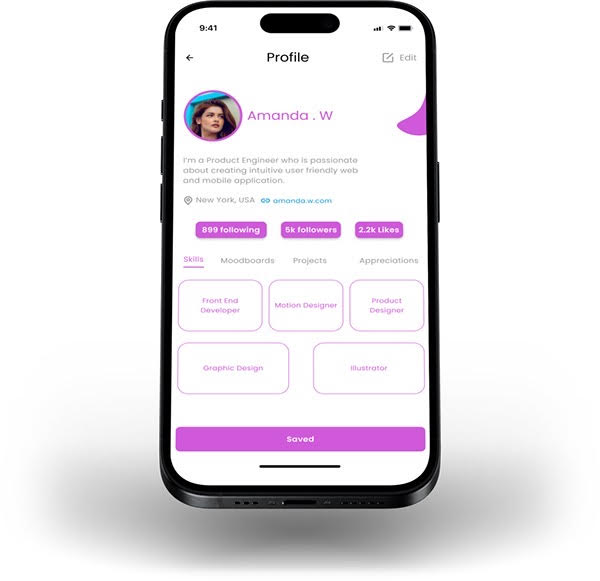 9:41
Profile
Edit
Amanda . W
I'm a Product Engineer who is passionate
about creating intuitive user friendly web
and mobile application.
New York, USA amanda.w.com
899 following 5k followers 2.2k Likes
Skills Moodboards Projects Appreciations
Front End
Developer
Motion Designer
Product
Designer
Graphic Design
Illustrator
Saved